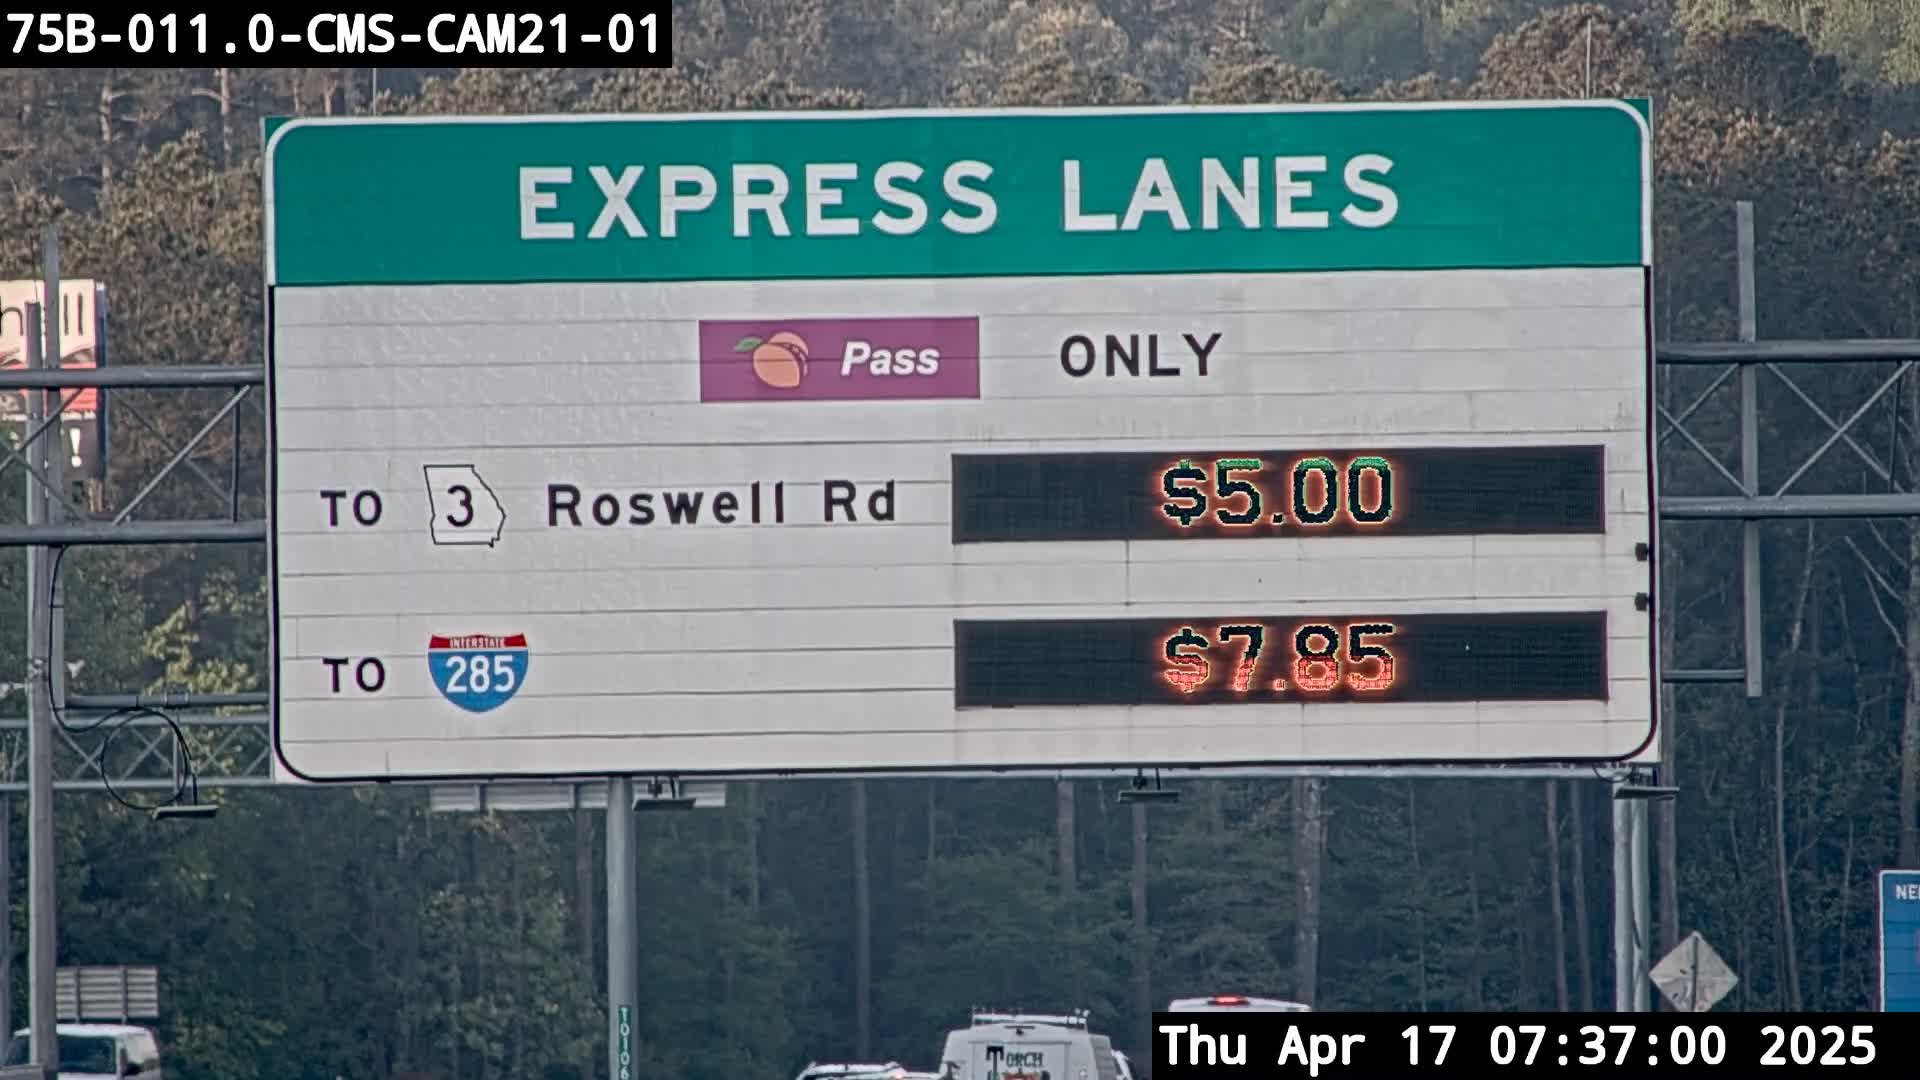 75B-011.0-CMS-CAM21-01
EXPRESS LANES
Pass ONLY
TO 3 Roswell Rd $5.00
TO INTERSTATE 285 $7.85
TORCH
Thu Apr 17 07:37:00 2025